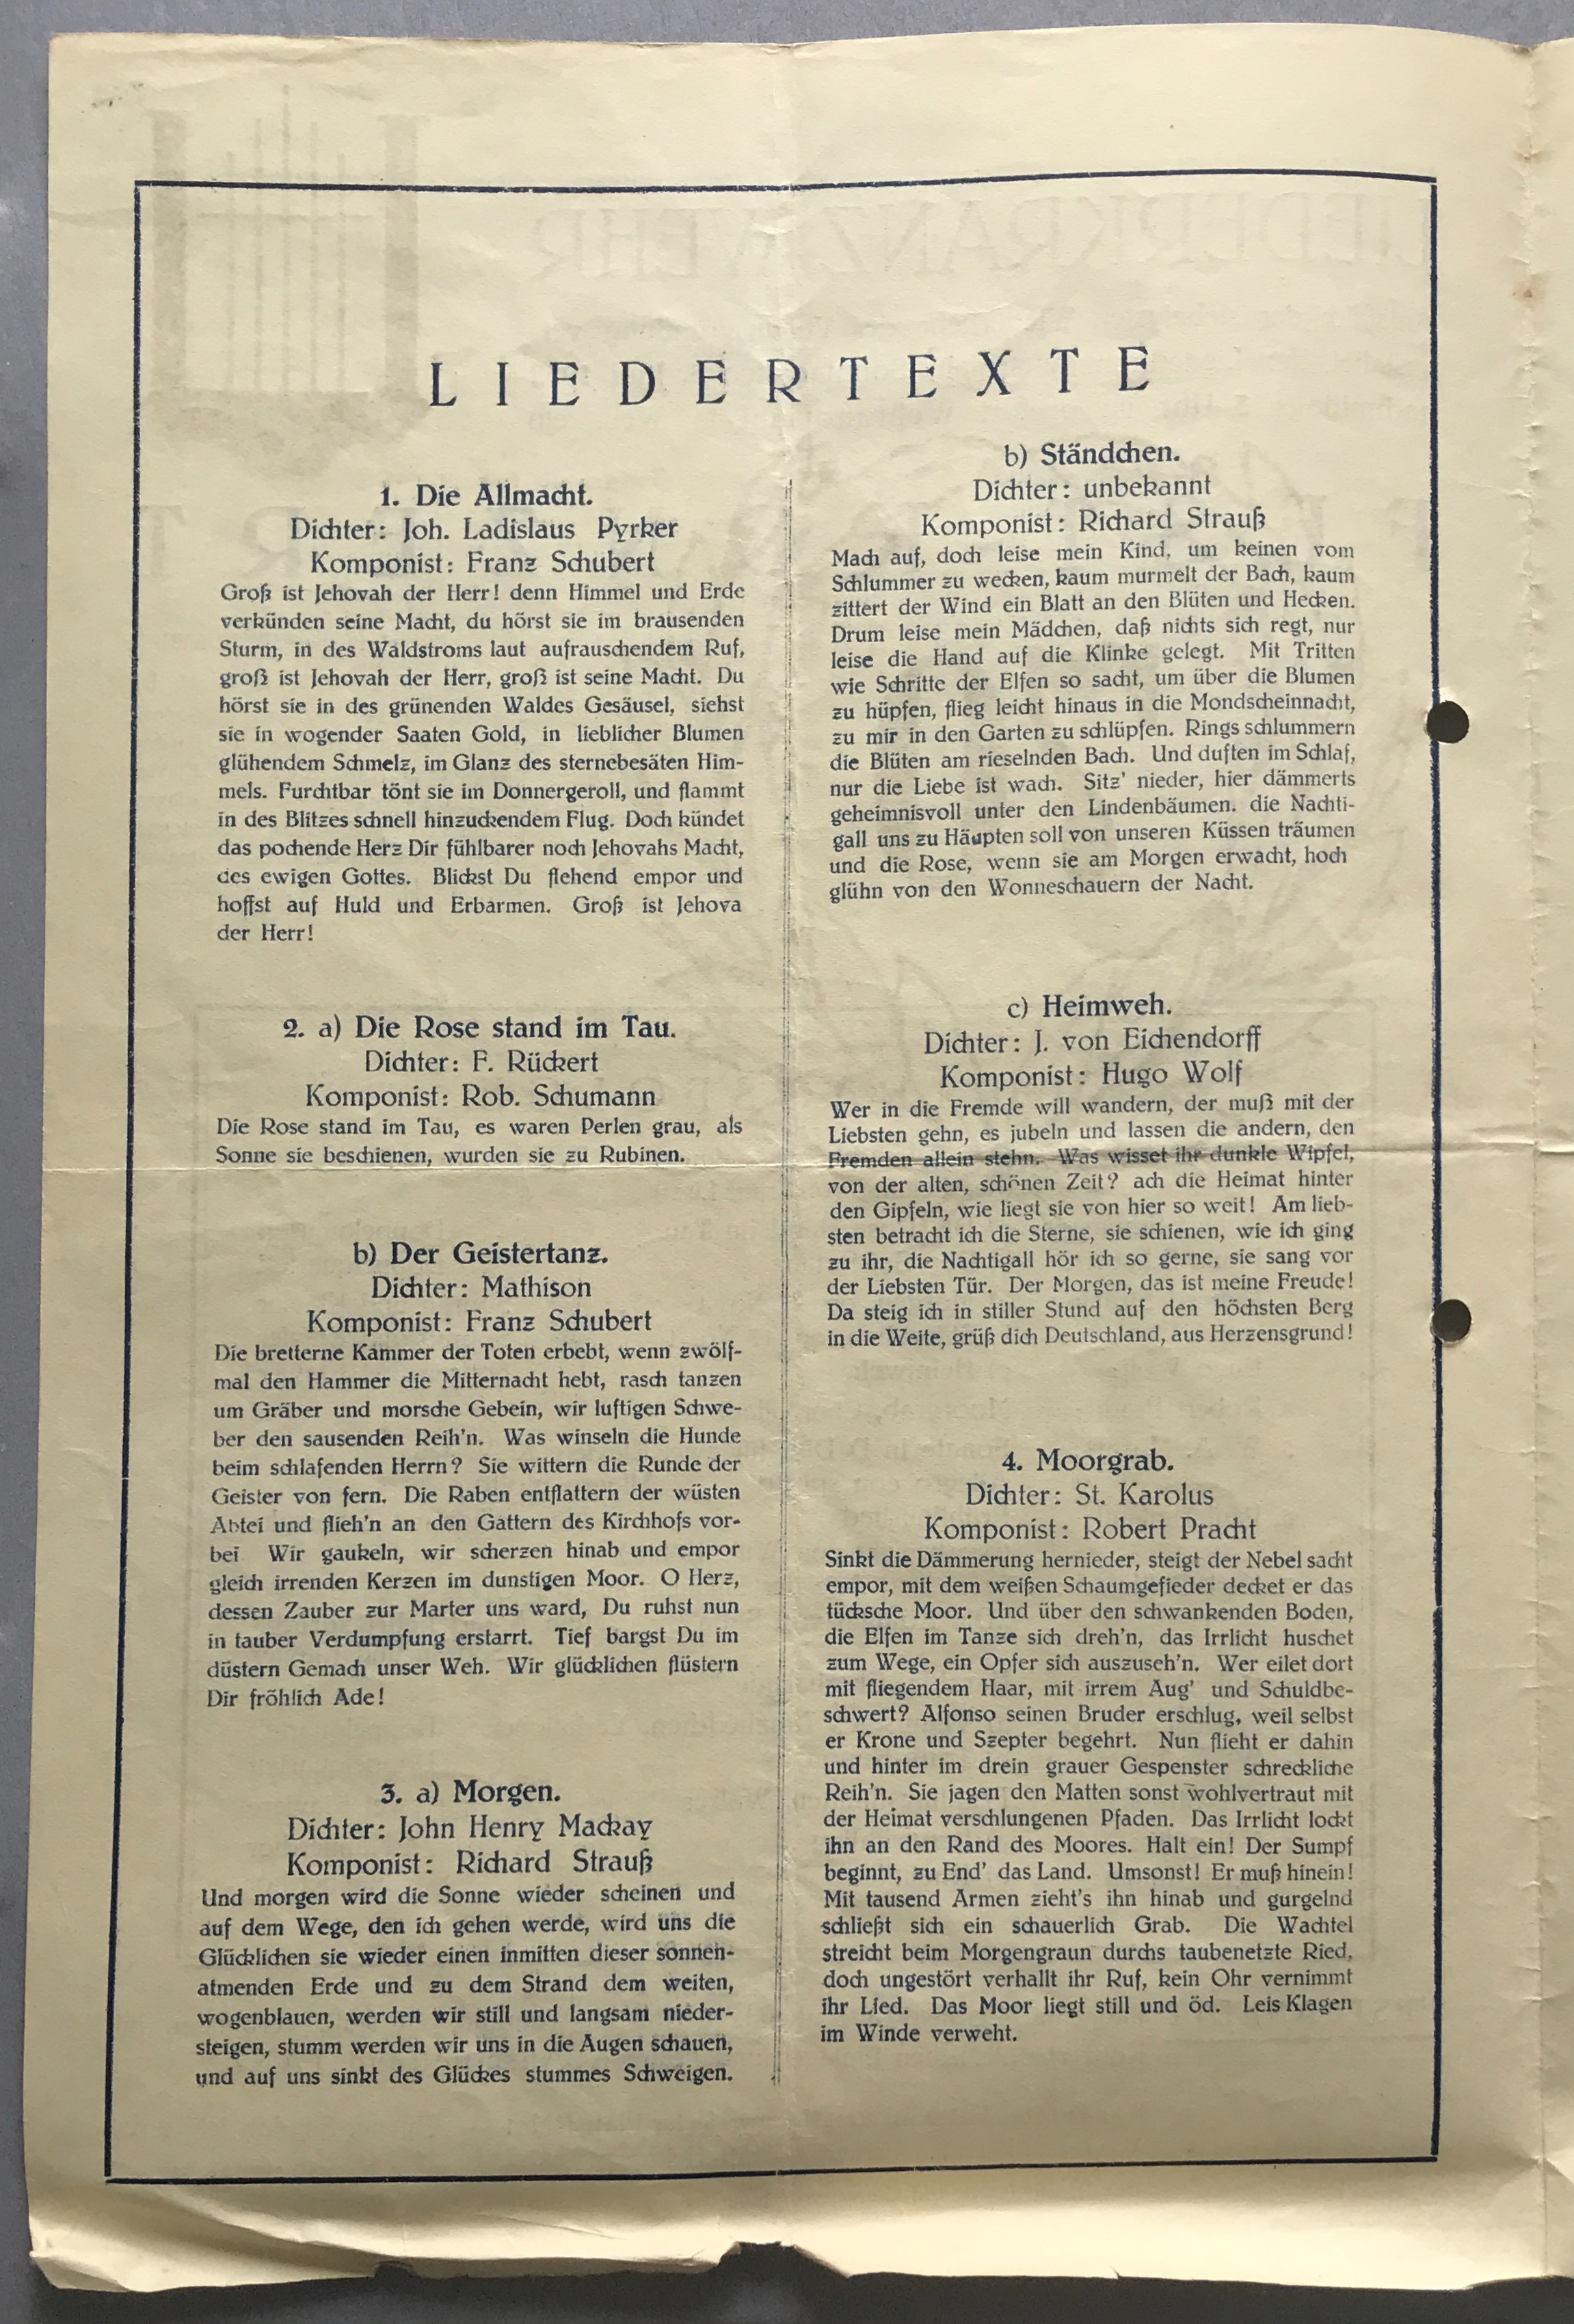 LIEDERTEXTE
1. Die Allmacht.
Dichter: Joh. Ladislaus Pyrker
Komponist: Franz Schubert
Groß ist Jehovah der Herr! denn Himmel und Erde
verkünden seine Macht, du hörst sie im brausenden
Sturm, in des Waldstroms laut aufrauschendem Ruf,
groß ist Jehovah der Herr, groß ist seine Macht. Du
hörst sie in des grünenden Waldes Gesäusel, siehst
sie in wogender Saaten Gold, in lieblicher Blumen
glühendem Schmelz, im Glanz des sternebesäten Him-
mels. Furchtbar tönt sie im Donnergeroll, und flammt
in des Blitzes schnell hinzuckendem Flug. Doch kündet
das pochende Herz Dir fühlbarer noch Jehovahs Macht,
des ewigen Gottes. Blickst Du flehend empor und
hoffst auf Huld und Erbarmen. Groß ist Jehova
der Herr!
2. a) Die Rose stand im Tau.
Dichter: F. Rückert
Komponist: Rob. Schumann
Die Rose stand im Tau, es waren Perlen grau, als
Sonne sie beschienen, wurden sie zu Rubinen.
b) Der Geistertanz.
Dichter: Mathison
Komponist: Franz Schubert
Die bretterne Kammer der Toten erbebt, wenn zwölf-
mal den Hammer die Mitternacht hebt, rasch tanzen
um Gräber und morsche Gebein, wir luftigen Schwe-
ber den sausenden Reih'n. Was winseln die Hunde
beim schlafenden Herrn? Sie wittern die Runde der
Geister von fern. Die Raben entflattern der wüsten
Abtei und flieh'n an den Gattern des Kirchhofs vor-
bei Wir gaukeln, wir scherzen hinab und empor
gleich irrenden Kerzen im dunstigen Moor. O Herz,
dessen Zauber zur Marter uns ward, Du ruhst nun
in tauber Verdumpfung erstarrt. Tief bargst Du im
düstern Gemach unser Weh. Wir glücklichen flüstern
Dir fröhlich Ade!
3. a) Morgen.
Dichter: John Henry Mackay
Komponist: Richard Strauß
Und morgen wird die Sonne wieder scheinen und
auf dem Wege, den ich gehen werde, wird uns die
Glücklichen sie wieder einen inmitten dieser sonnen-
atmenden Erde und zu dem Strand dem weiten,
wogenblauen, werden wir still und langsam nieder-
steigen, stumm werden wir uns in die Augen schauen,
und auf uns sinkt des Glückes stummes Schweigen.
b) Ständchen.
Dichter: unbekannt
Komponist: Richard Strauß
Mach auf, doch leise mein Kind, um keinen vom
Schlummer zu wecken, kaum murmelt der Bach, kaum
zittert der Wind ein Blatt an den Blüten und Hecken.
Drum leise mein Mädchen, daß nichts sich regt, nur
leise die Hand auf die Klinke gelegt. Mit Tritten
wie Schritte der Elfen so sacht, um über die Blumen
zu hüpfen, flieg leicht hinaus in die Mondscheinnacht,
zu mir in den Garten zu schlüpfen. Rings schlummern
die Blüten am rieselnden Bach. Und duften im Schlaf,
nur die Liebe ist wach. Sitz' nieder, hier dämmerts
geheimnisvoll unter den Lindenbäumen. die Nachti-
gall uns zu Häupten soll von unseren Küssen träumen
und die Rose, wenn sie am Morgen erwacht, hoch
glühn von den Wonneschauern der Nacht.
c) Heimweh.
Dichter: J. von Eichendorff
Komponist: Hugo Wolf
Wer in die Fremde will wandern, der muß mit der
Liebsten gehn, es jubeln und lassen die andern, den
Fremden allein stehn. Was wisset ihr dunkle Wipfel,
von der alten, schönen Zeit? ach die Heimat hinter
den Gipfeln, wie liegt sie von hier so weit! Am lieb-
sten betracht ich die Sterne, sie schienen, wie ich ging
zu ihr, die Nachtigall hör ich so gerne, sie sang vor
der Liebsten Tür. Der Morgen, das ist meine Freude!
Da steig ich in stiller Stund auf den höchsten Berg
in die Weite, grüß dich Deutschland, aus Herzensgrund!
4. Moorgrab.
Dichter: St. Karolus
Komponist: Robert Pracht
Sinkt die Dämmerung hernieder, steigt der Nebel sacht
empor, mit dem weißen Schaumgefieder decket er das
tücksche Moor. Und über den schwankenden Boden,
die Elfen im Tanze sich dreh'n, das Irrlicht huschet
zum Wege, ein Opfer sich auszuseh'n. Wer eilet dort
mit fliegendem Haar, mit irrem Aug' und Schuldbe-
schwert? Alfonso seinen Bruder erschlug, weil selbst
er Krone und Szepter begehrt. Nun flieht er dahin
und hinter im drein grauer Gespenster schreckliche
Reih'n. Sie jagen den Matten sonst wohlvertraut mit
der Heimat verschlungenen Pfaden. Das Irrlicht lockt
ihn an den Rand des Moores. Halt ein! Der Sumpf
beginnt, zu End' das Land. Umsonst! Er muß hinein!
Mit tausend Armen zieht's ihn hinab und gurgelnd
schließt sich ein schauerlich Grab. Die Wachtel
streicht beim Morgengraun durchs taubenetzte Ried,
doch ungestört verhallt ihr Ruf, kein Ohr vernimmt
ihr Lied. Das Moor liegt still und öd. Leis Klagen
im Winde verweht.